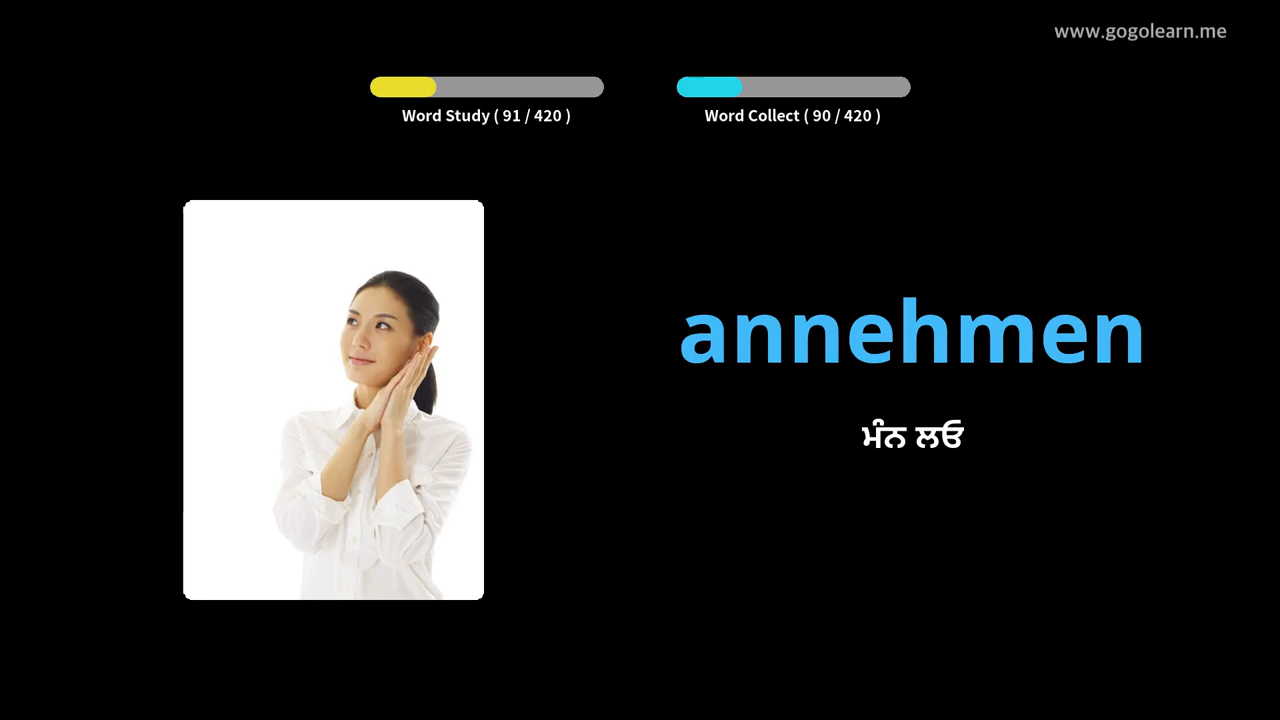 www.gogolearn.me
Word Study ( 91 / 420 )
Word Collect ( 90 / 420 )
annehmen
ਮੰਨ ਲਓ